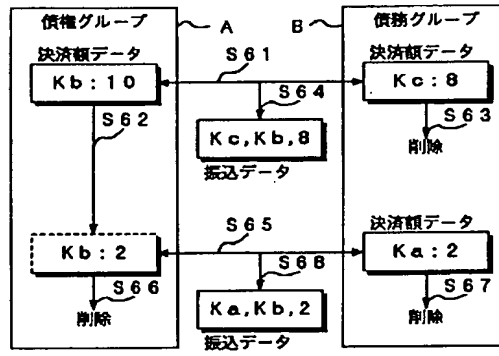 債権グループ
A
B
債務グループ
決済額データ
Kb:10
S61
決済額データ
Kc:8
S62
S64
S63
Kc,Kb,8
削除
振込データ
S65
決済額データ
Kb:2
Ka:2
S66
S68
S67
削除
Ka,Kb,2
削除
振込データ